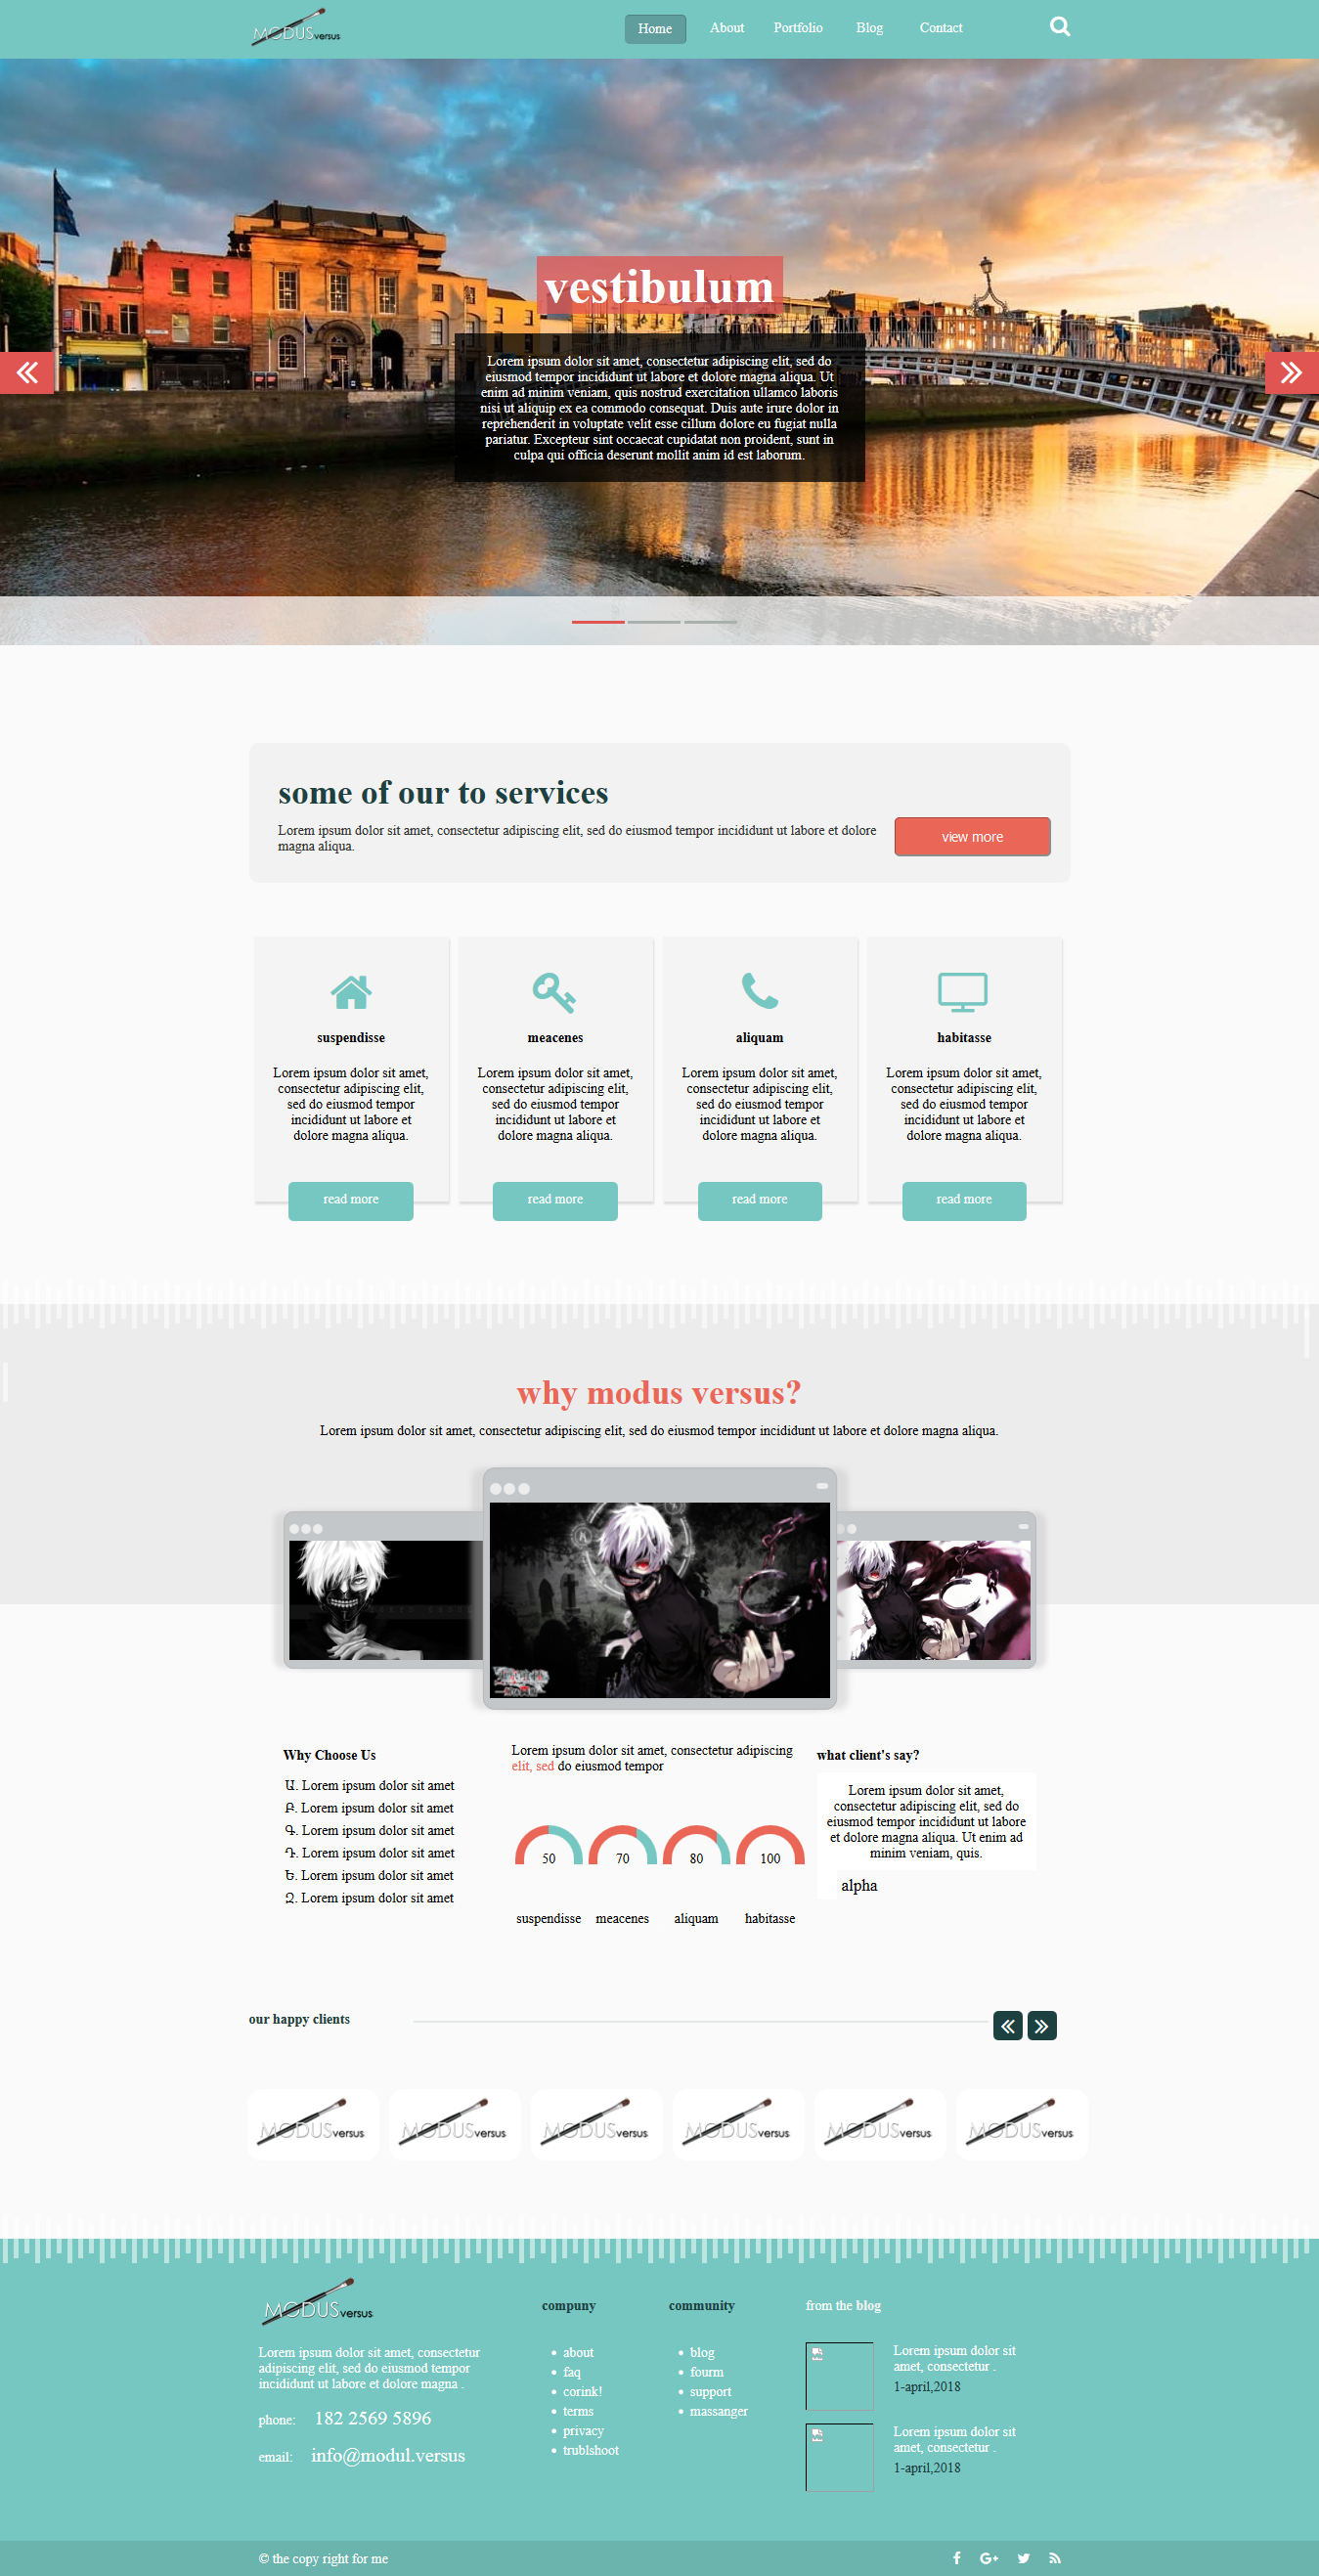 MODUSversus
Home About Portfolio Blog Contact
vestibulum
Lorem ipsum dolor sit amet, consectetur adipiscing elit, sed do
eiusmod tempor incididunt ut labore et dolore magna aliqua. Ut
enim ad minim veniam, quis nostrud exercitation ullamco laboris
nisi ut aliquip ex ea commodo consequat. Duis aute irure dolor in
reprehenderit in voluptate velit esse cillum dolore eu fugiat nulla
pariatur. Excepteur sint occaecat cupidatat non proident, sunt in
culpa qui officia deserunt mollit anim id est laborum.
some of our to services
Lorem ipsum dolor sit amet, consectetur adipiscing elit, sed do eiusmod tempor incididunt ut labore et dolore
magna aliqua.
view more
suspendisse
Lorem ipsum dolor sit amet,
consectetur adipiscing elit,
sed do eiusmod tempor
incididunt ut labore et
dolore magna aliqua.
read more
meacenes
Lorem ipsum dolor sit amet,
consectetur adipiscing elit,
sed do eiusmod tempor
incididunt ut labore et
dolore magna aliqua.
read more
aliquam
Lorem ipsum dolor sit amet,
consectetur adipiscing elit,
sed do eiusmod tempor
incididunt ut labore et
dolore magna aliqua.
read more
habitasse
Lorem ipsum dolor sit amet,
consectetur adipiscing elit,
sed do eiusmod tempor
incididunt ut labore et
dolore magna aliqua.
read more
why modus versus?
Lorem ipsum dolor sit amet, consectetur adipiscing elit, sed do eiusmod tempor incididunt ut labore et dolore magna aliqua.
Why Choose Us
Ա. Lorem ipsum dolor sit amet
Բ. Lorem ipsum dolor sit amet
Գ. Lorem ipsum dolor sit amet
Դ. Lorem ipsum dolor sit amet
Ե. Lorem ipsum dolor sit amet
Զ. Lorem ipsum dolor sit amet
Lorem ipsum dolor sit amet, consectetur adipiscing
elit, sed do eiusmod tempor
50 70 80 100
suspendisse meacenes aliquam habitasse
what client's say?
Lorem ipsum dolor sit amet,
consectetur adipiscing elit, sed do
eiusmod tempor incididunt ut labore
et dolore magna aliqua. Ut enim ad
minim veniam, quis.
alpha
our happy clients
MODUSversus MODUSversus MODUSversus MODUSversus MODUSversus MODUSversus
MODUSversus
Lorem ipsum dolor sit amet, consectetur
adipiscing elit, sed do eiusmod tempor
incididunt ut labore et dolore magna .
phone: 182 2569 5896
email: info@modul.versus
compuny
about
faq
corink!
terms
privacy
trublshoot
community
blog
fourm
support
massanger
from the blog
Lorem ipsum dolor sit
amet, consectetur .
1-april,2018
Lorem ipsum dolor sit
amet, consectetur .
1-april,2018
© the copy right for me